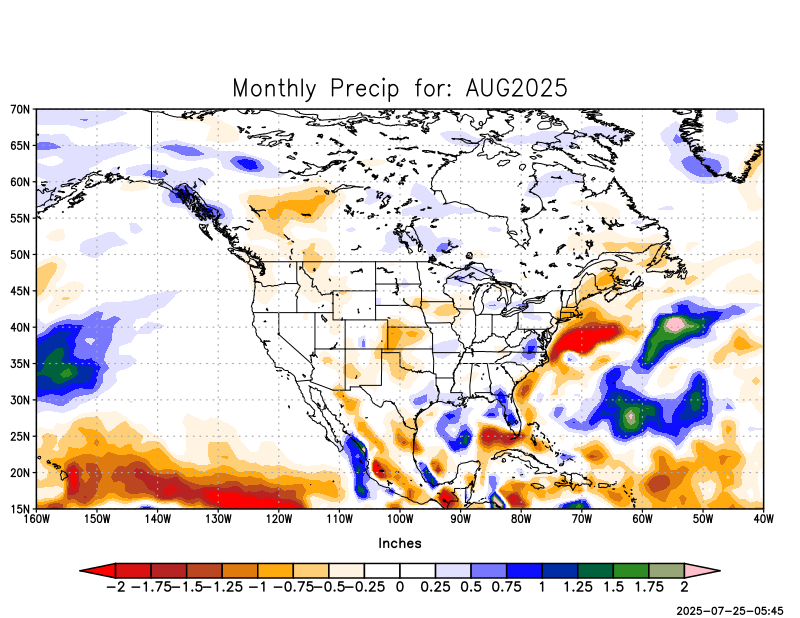 Monthly Precip for: AUG2025
70N
65N
60N
55N
50N
45N
40N
35N
30N
25N
20N
15N
160W 150W 140W 130W 120W 110W 100W 90W 80W 70W 60W 50W 40W
Inches
-2 -1.75 -1.5 -1.25 -1 -0.75 -0.5 -0.25 0 0.25 0.5 0.75 1 1.25 1.5 1.75 2
2025-07-25-05:45